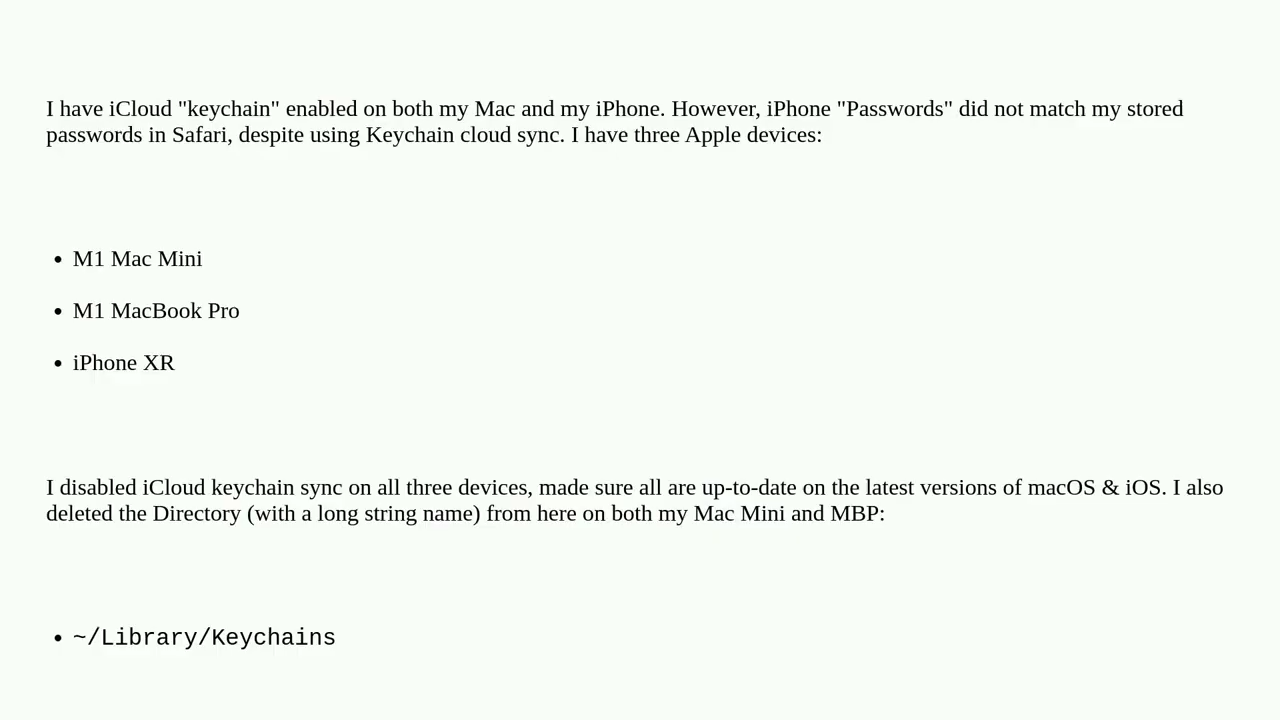 I have iCloud "keychain" enabled on both my Mac and my iPhone. However, iPhone "Passwords" did not match my stored
passwords in Safari, despite using Keychain cloud sync. I have three Apple devices:
• M1 Mac Mini
• M1 MacBook Pro
• iPhone XR
I disabled iCloud keychain sync on all three devices, made sure all are up-to-date on the latest versions of macOS & iOS. I also
deleted the Directory (with a long string name) from here on both my Mac Mini and MBP:
• ~/Library/Keychains